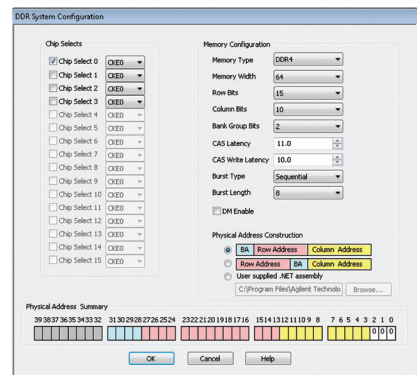 DDR System Configuration
Chip Selects
Chip Select 0 CKE0
Chip Select 1 CKE0
Chip Select 2 CKE0
Chip Select 3 CKE0
Chip Select 4 CKE0
Chip Select 5 CKE0
Chip Select 6 CKE0
Chip Select 7 CKE0
Chip Select 8 CKE0
Chip Select 9 CKE0
Chip Select 10 CKE0
Chip Select 11 CKE0
Chip Select 12 CKE0
Chip Select 13 CKE0
Chip Select 14 CKE0
Chip Select 15 CKE0
Memory Configuration
Memory Type DDR4
Memory Width 64
Row Bits 15
Column Bits 10
Bank Group Bits 2
CAS Latency 11.0
CAS Write Latency 10.0
Burst Type Sequential
Burst Length 8
DM Enable
Physical Address Construction
BA Row Address Column Address
Row Address BA Column Address
User supplied .NET assembly
C:\Program Files\Agilent Technolo Browse...
Physical Address Summary
39 38 37 36 35 34 33 32 31 30 29 28 27 26 25 24 23 22 21 20 19 18 17 16 15 14 13 12 11 10 9 8 7 6 5 4 3 2 1 0
0 0 0
OK Cancel Help